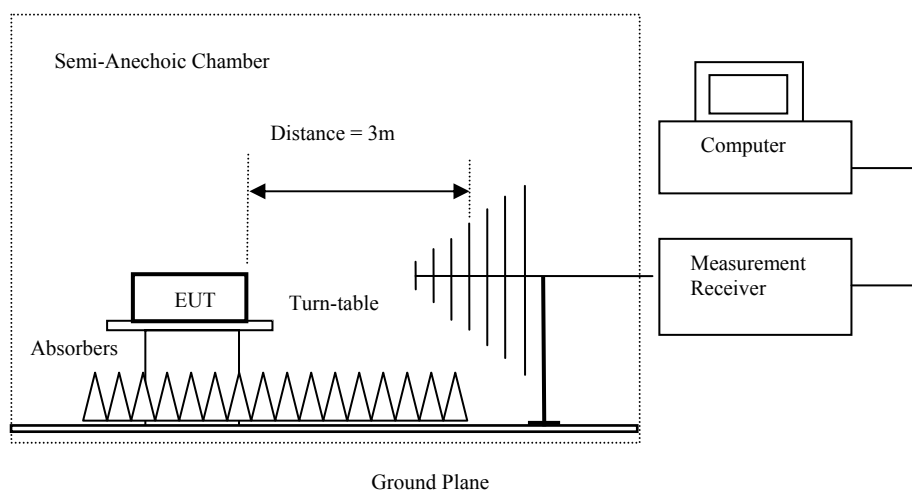 Semi-Anechoic Chamber
Distance = 3m
Computer
Measurement
Receiver
EUT
Turn-table
Absorbers
Ground Plane